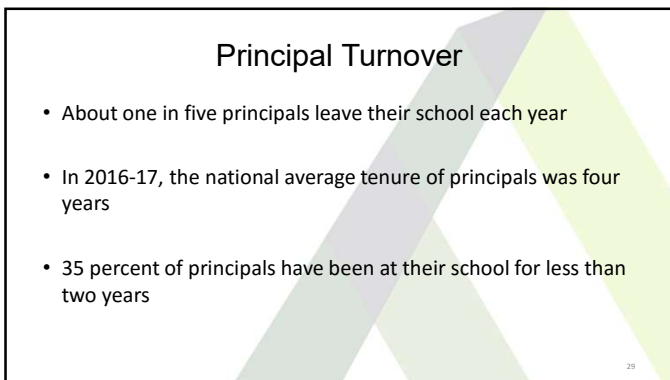 Principal Turnover
• About one in five principals leave their school each year
• In 2016-17, the national average tenure of principals was four
years
• 35 percent of principals have been at their school for less than
two years
29